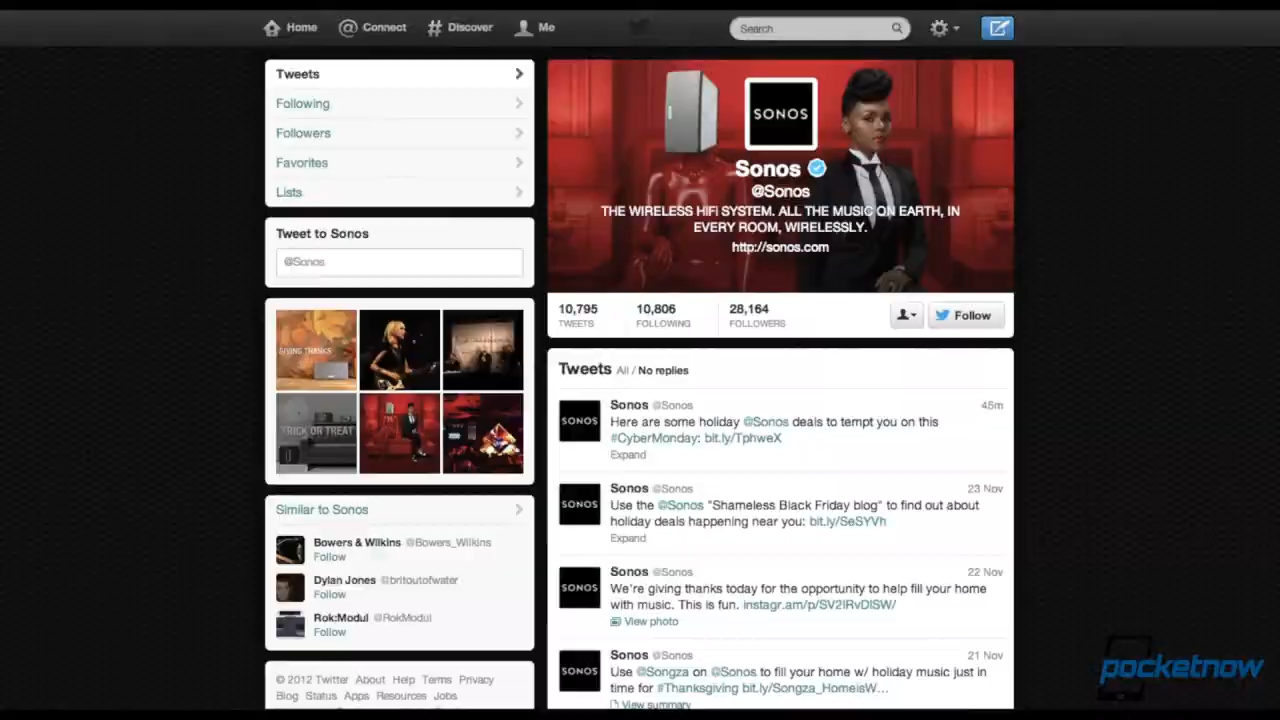 Home
Connect
Discover
Me
Search
Tweets
Following
Followers
Favorites
Lists
Tweet to Sonos
@Sonos
GIVING THANKS
TRICK OR TREAT
Similar to Sonos
Bowers & Wilkins @Bowers_Wilkins
Follow
Dylan Jones @britoutofwater
Follow
Rok:Modul @RokModul
Follow
© 2012 Twitter About Help Terms Privacy
Blog Status Apps Resources Jobs
SONOS
Sonos
@Sonos
THE WIRELESS HIFI SYSTEM. ALL THE MUSIC ON EARTH, IN
EVERY ROOM, WIRELESSLY.
http://sonos.com
10,795
TWEETS
10,806
FOLLOWING
28,164
FOLLOWERS
Follow
Tweets All / No replies
SONOS
Sonos @Sonos 45m
Here are some holiday @Sonos deals to tempt you on this
#CyberMonday: bit.ly/TphweX
Expand
SONOS
Sonos @Sonos 23 Nov
Use the @Sonos "Shameless Black Friday blog" to find out about
holiday deals happening near you: bit.ly/SeSYVh
Expand
SONOS
Sonos @Sonos 22 Nov
We're giving thanks today for the opportunity to help fill your home
with music. This is fun. instagr.am/p/SV2IRvDlSW/
View photo
SONOS
Sonos @Sonos 21 Nov
Use @Songza on @Sonos to fill your home w/ holiday music just in
time for #Thanksgiving bit.ly/Songza_HomeisW…
View summary
pocketnow